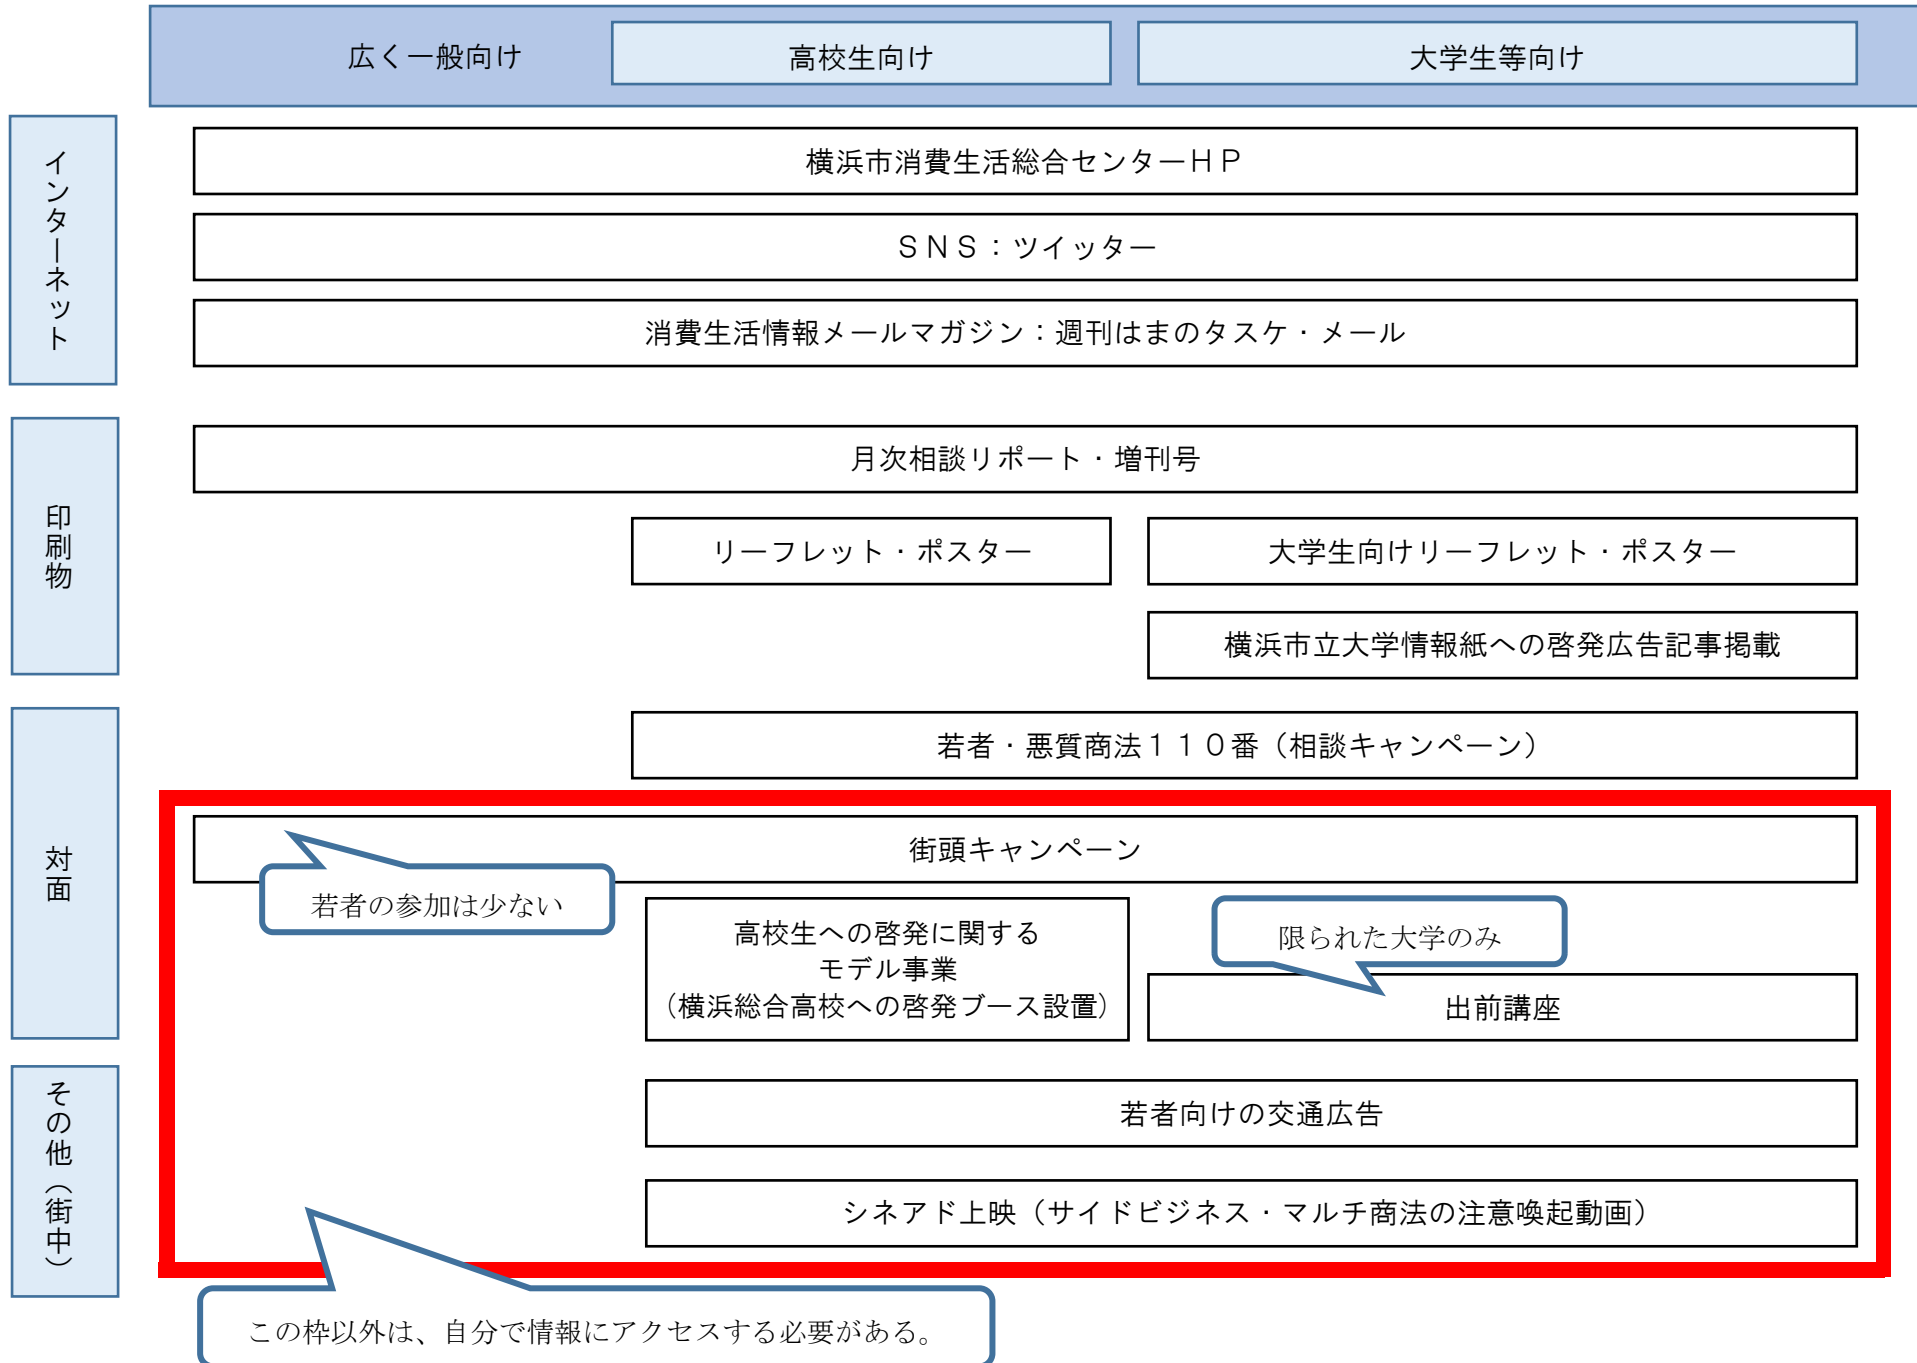 広く一般向け
高校生向け
大学生等向け
インターネット
横浜市消費生活総合センターＨＰ
ＳＮＳ：ツイッター
消費生活情報メールマガジン：週刊はまのタスケ・メール
印刷物
月次相談リポート・増刊号
リーフレット・ポスター
大学生向けリーフレット・ポスター
横浜市立大学情報紙への啓発広告記事掲載
対面
若者・悪質商法１１０番（相談キャンペーン）
街頭キャンペーン
若者の参加は少ない
高校生への啓発に関する
モデル事業
（横浜総合高校への啓発ブース設置）
限られた大学のみ
出前講座
その他（街中）
若者向けの交通広告
シネアド上映（サイドビジネス・マルチ商法の注意喚起動画）
この枠以外は、自分で情報にアクセスする必要がある。